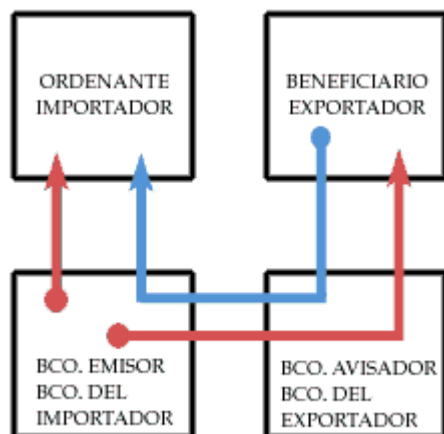 ORDENANTE
IMPORTADOR
BENEFICIARIO
EXPORTADOR
BCO. EMISOR
BCO. DEL
IMPORTADOR
BCO. AVISADOR
BCO. DEL
EXPORTADOR